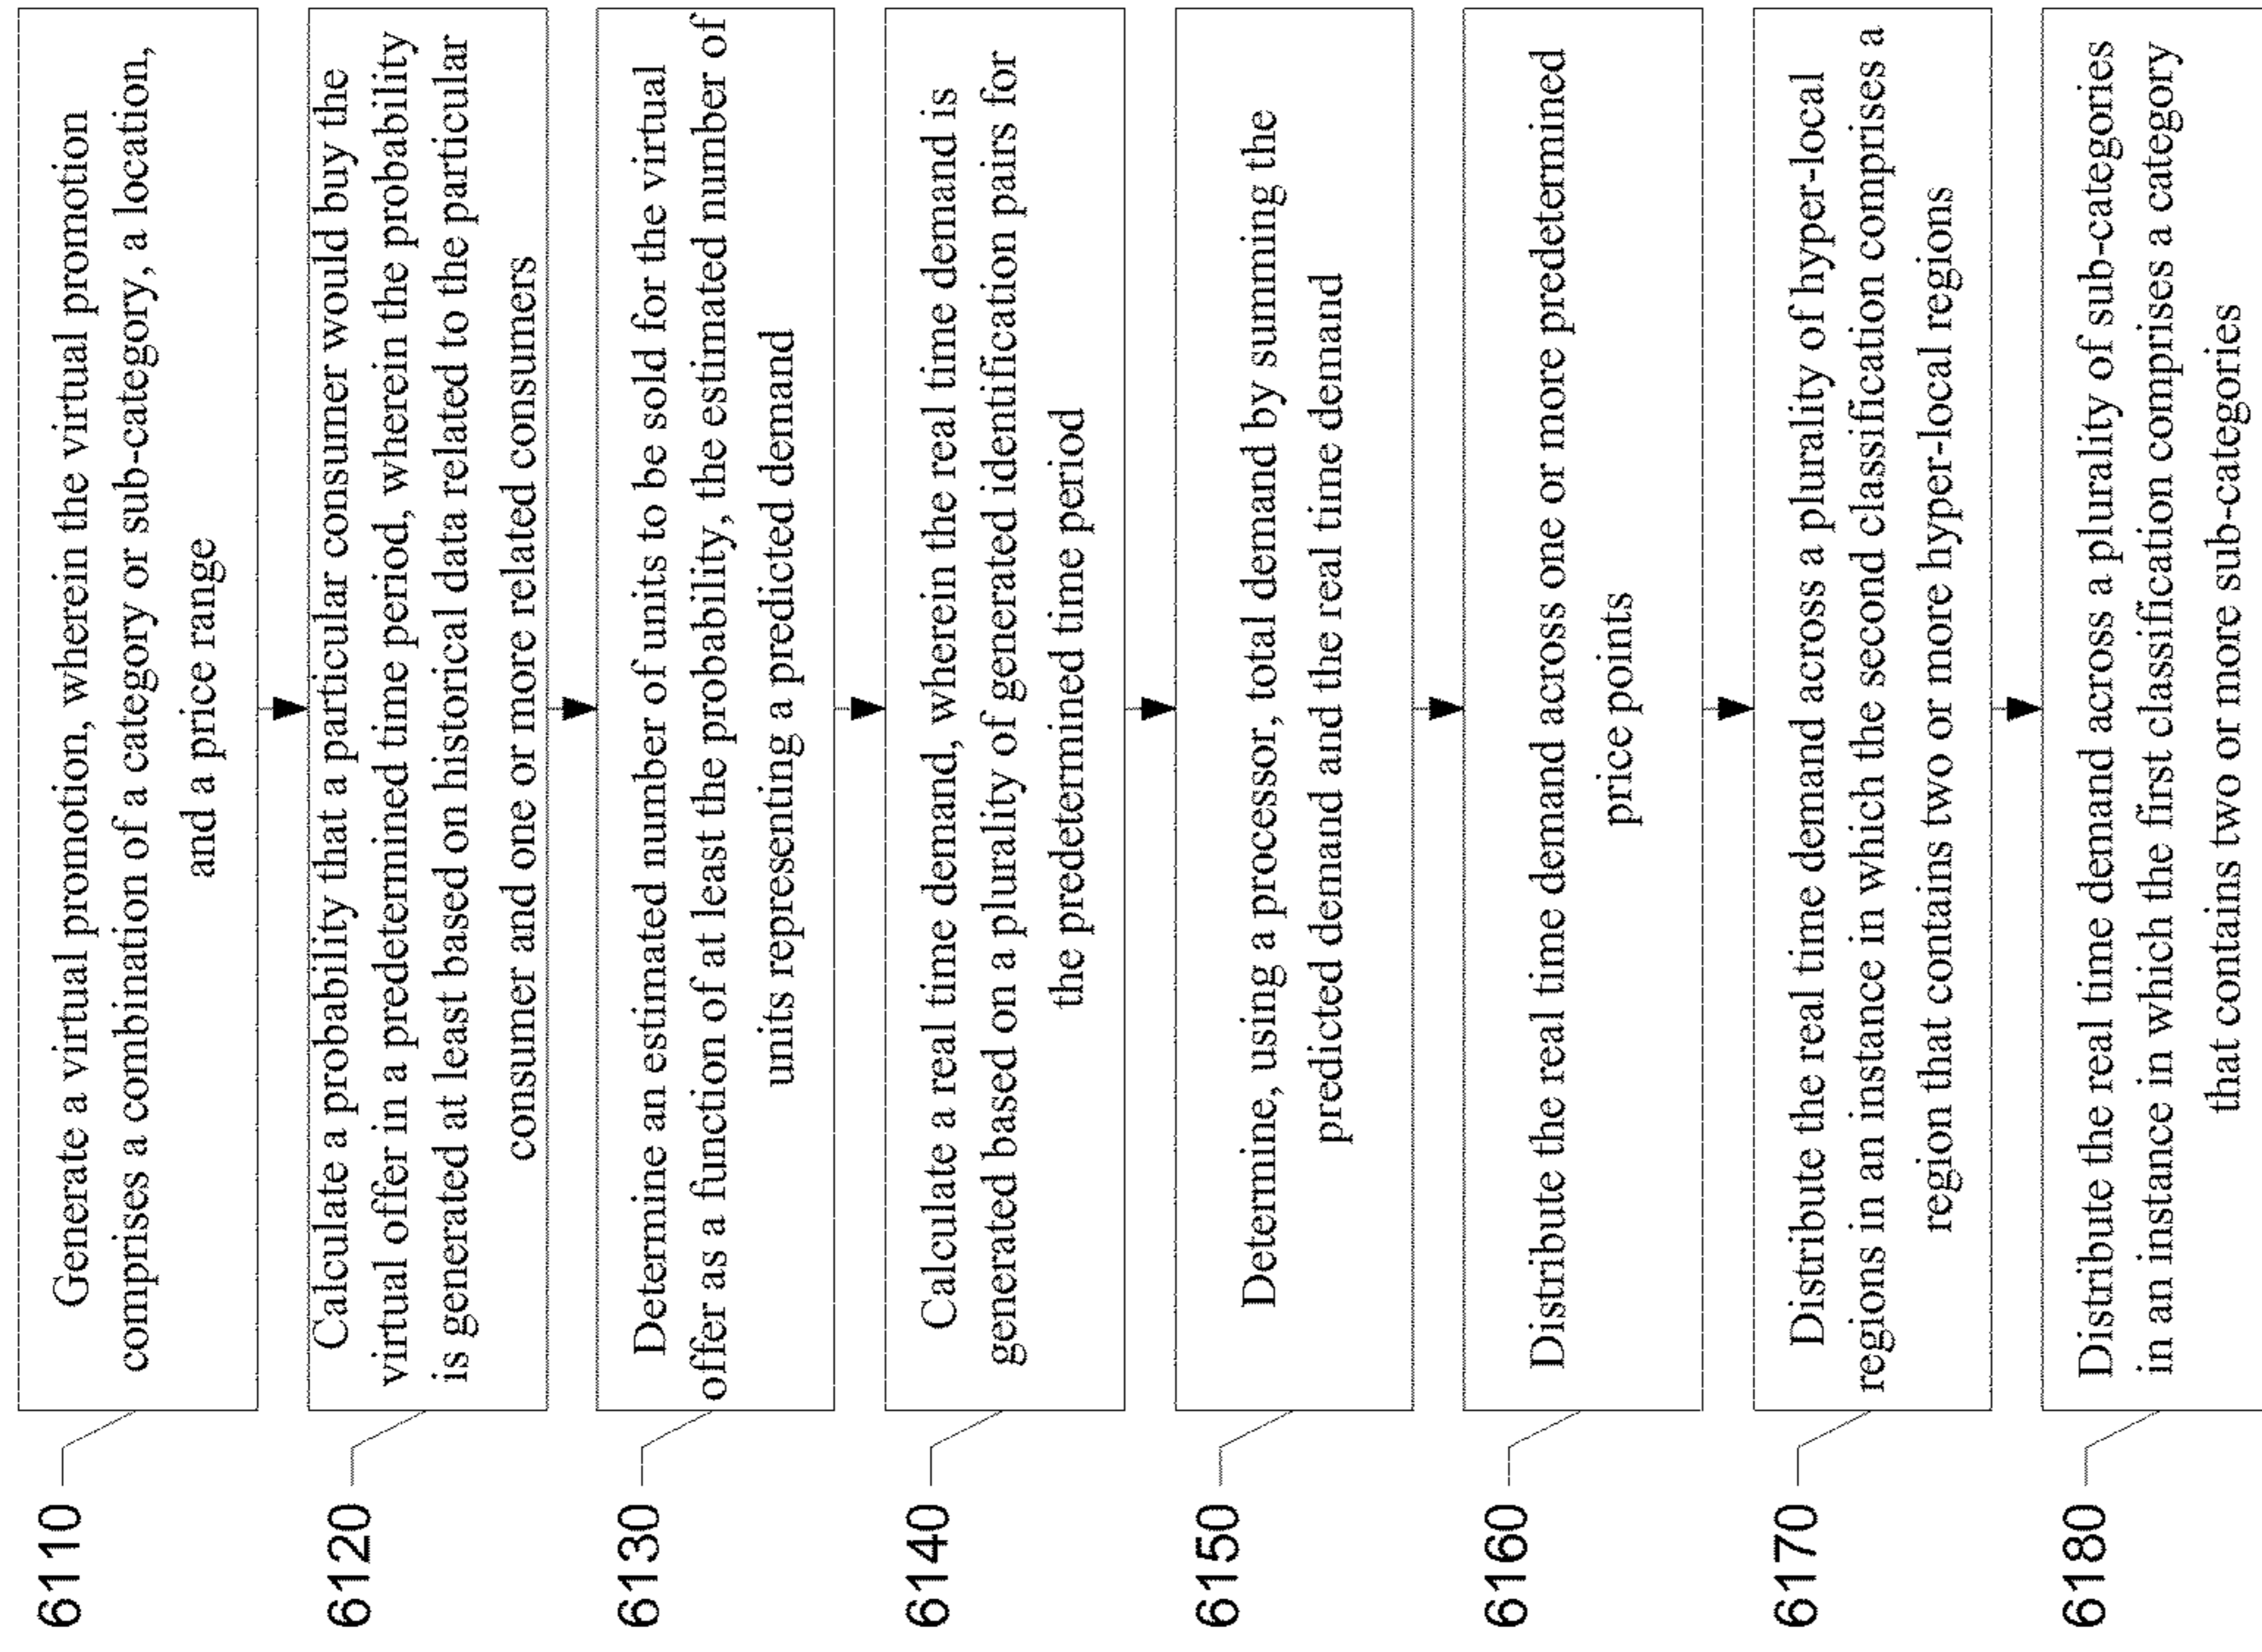 6110
Generate a virtual promotion, wherein the virtual promotion
comprises a combination of a category or sub-category, a location,
and a price range
6120
Calculate a probability that a particular consumer would buy the
virtual offer in a predetermined time period, wherein the probability
is generated at least based on historical data related to the particular
consumer and one or more related consumers
6130
Determine an estimated number of units to be sold for the virtual
offer as a function of at least the probability, the estimated number of
units representing a predicted demand
6140
Calculate a real time demand, wherein the real time demand is
generated based on a plurality of generated identification pairs for
the predetermined time period
6150
Determine, using a processor, total demand by summing the
predicted demand and the real time demand
6160
Distribute the real time demand across one or more predetermined
price points
6170
Distribute the real time demand across a plurality of hyper-local
regions in an instance in which the second classification comprises a
region that contains two or more hyper-local regions
6180
Distribute the real time demand across a plurality of sub-categories
in an instance in which the first classification comprises a category
that contains two or more sub-categories